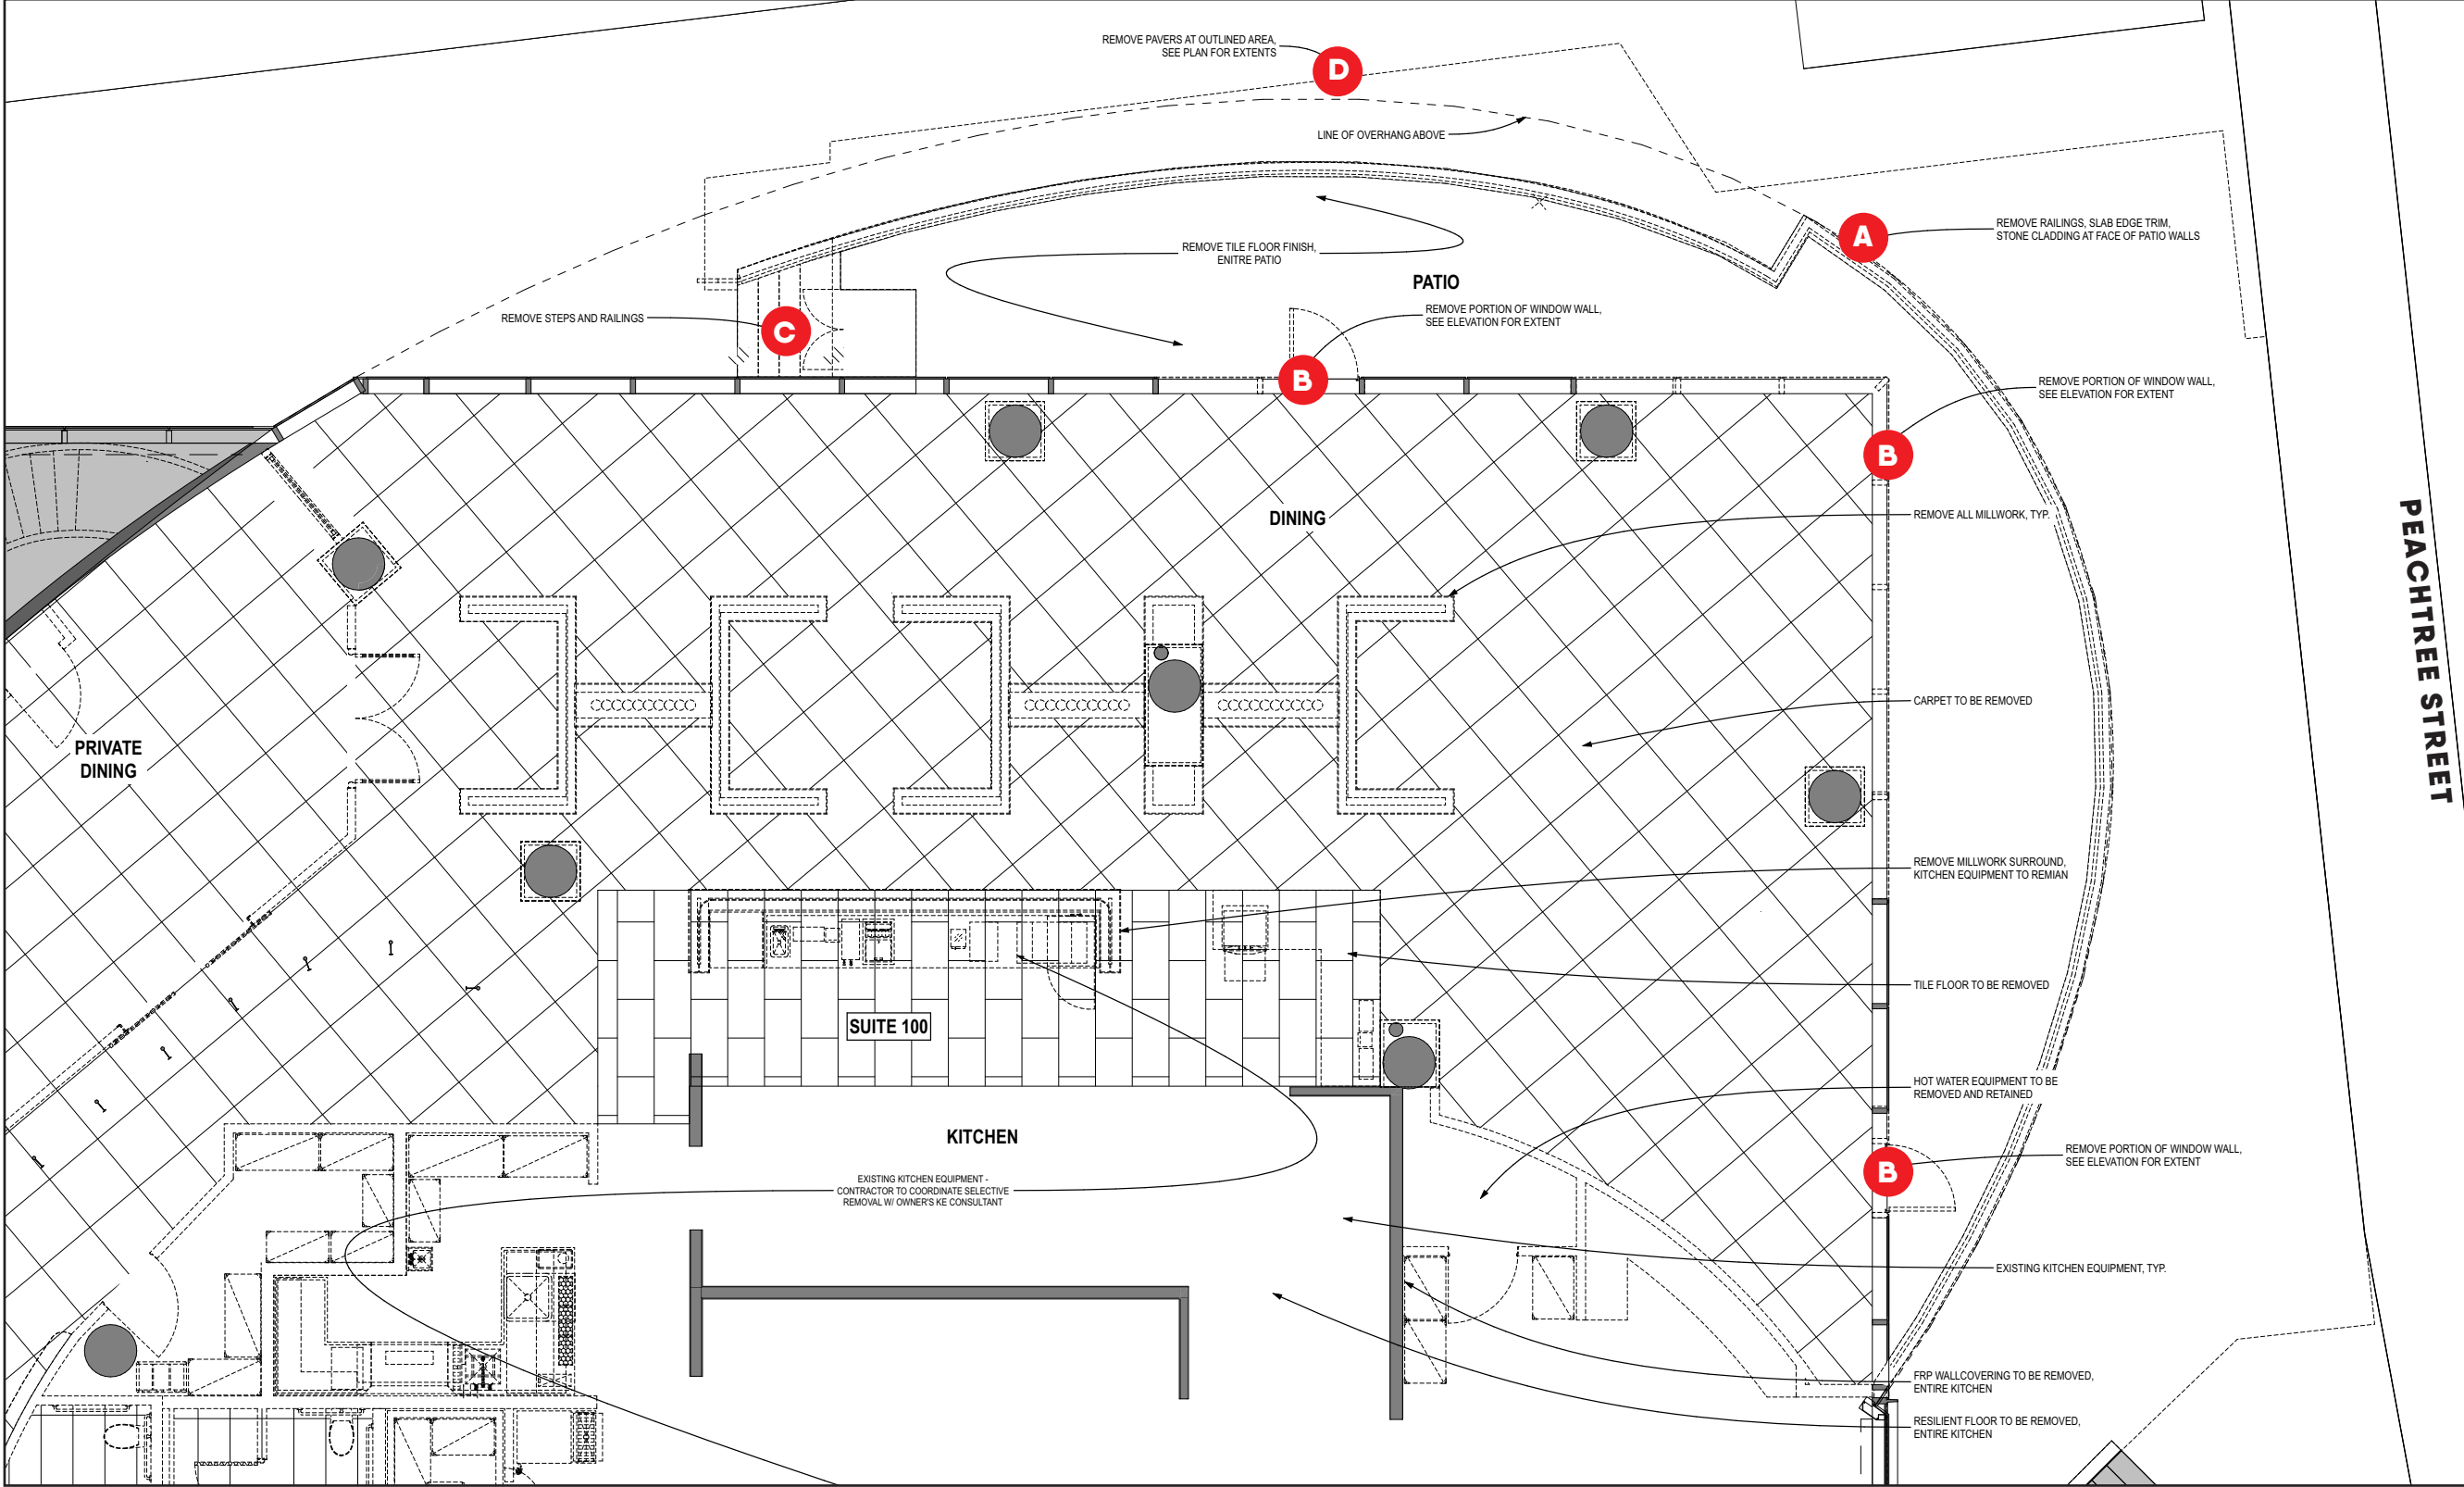 REMOVE PAVERS AT OUTLINED AREA,
SEE PLAN FOR EXTENTS
D
LINE OF OVERHANG ABOVE
A
REMOVE RAILINGS, SLAB EDGE TRIM,
STONE CLADDING AT FACE OF PATIO WALLS
REMOVE TILE FLOOR FINISH,
ENITRE PATIO
PATIO
REMOVE STEPS AND RAILINGS
C
REMOVE PORTION OF WINDOW WALL,
SEE ELEVATION FOR EXTENT
B
REMOVE PORTION OF WINDOW WALL,
SEE ELEVATION FOR EXTENT
B
DINING
REMOVE ALL MILLWORK, TYP.
PEACHTREE STREET
CARPET TO BE REMOVED
PRIVATE
DINING
REMOVE MILLWORK SURROUND,
KITCHEN EQUIPMENT TO REMIAN
TILE FLOOR TO BE REMOVED
SUITE 100
HOT WATER EQUIPMENT TO BE
REMOVED AND RETAINED
KITCHEN
REMOVE PORTION OF WINDOW WALL,
SEE ELEVATION FOR EXTENT
B
EXISTING KITCHEN EQUIPMENT -
CONTRACTOR TO COORDINATE SELECTIVE
REMOVAL W/ OWNER'S KE CONSULTANT
EXISTING KITCHEN EQUIPMENT, TYP.
FRP WALLCOVERING TO BE REMOVED,
ENTIRE KITCHEN
RESILIENT FLOOR TO BE REMOVED,
ENTIRE KITCHEN